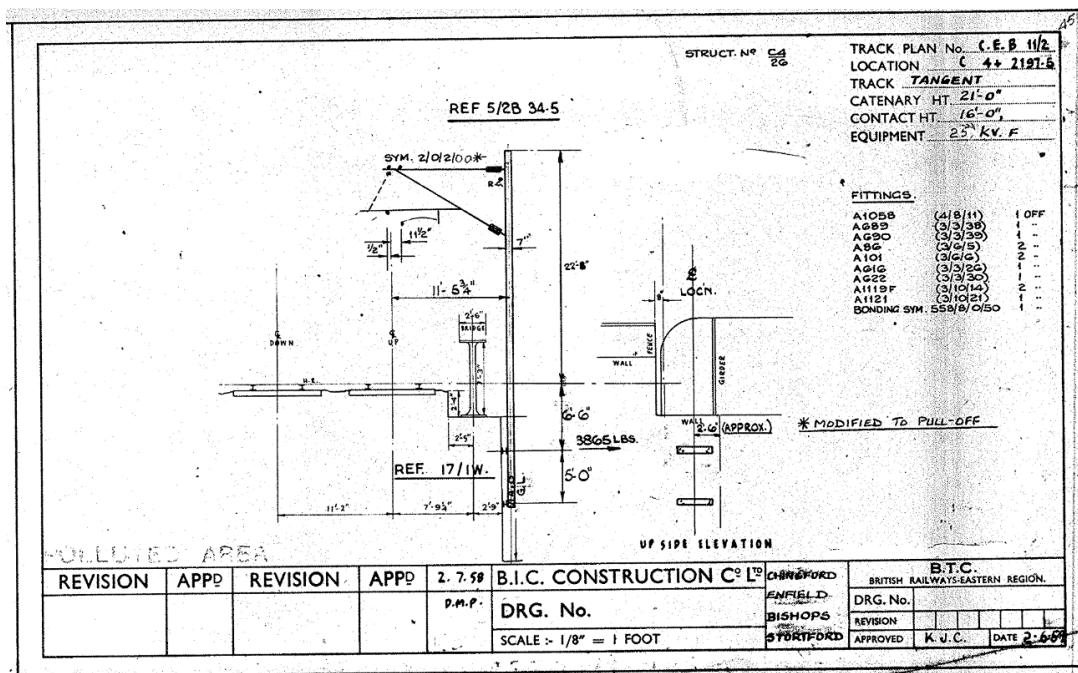 45
STRUCT. Nº C4/26
TRACK PLAN No. C.E.B 11/2
LOCATION C 4+ 2197.5
TRACK TANGENT
CATENARY HT. 21'-0"
CONTACT HT. 16'-0"
EQUIPMENT 25 KV. F
REF 5/2B 34·5
SYM. 2/0/2/00*
FITTINGS.
A1058 (4/8/11) 1 OFF
A689 (3/3/38) 1 "
A690 (3/3/39) 1 "
A86 (3/6/5) 2 "
A101 (3/6/6) 2 "
A616 (3/3/26) 1 "
A622 (3/3/30) 1 "
A1119F (3/10/14) 2 "
A1121 (3/10/21) 1 "
BONDING SYM. 558/8/0/50 1 "
11½"
½"
7"
22'-8"
11'- 5¾"
℄ LOCN.
8"
2'-6"
BRIDGE
℄ DOWN
℄ UP
FENCE
WALL
GIRDER
6'-6"
2'-5"
WALL
2'-6" (APPROX.)
* MODIFIED TO PULL-OFF
3865 LBS.
REF. 17/1W.
5'-0"
G.L.
11'-2"
7'-9¼"
2'9"
UP SIDE ELEVATION
POLLUTED AREA
REVISION APPD REVISION APPD 2.7.58 B.I.C. CONSTRUCTION Cº LTD
D.M.P.
DRG. No.
SCALE :- 1/8" = 1 FOOT
CHINGFORD
ENFIELD
BISHOPS
STORTFORD
B.T.C.
BRITISH RAILWAYS-EASTERN REGION.
DRG. No.
REVISION
APPROVED K.J.C. DATE